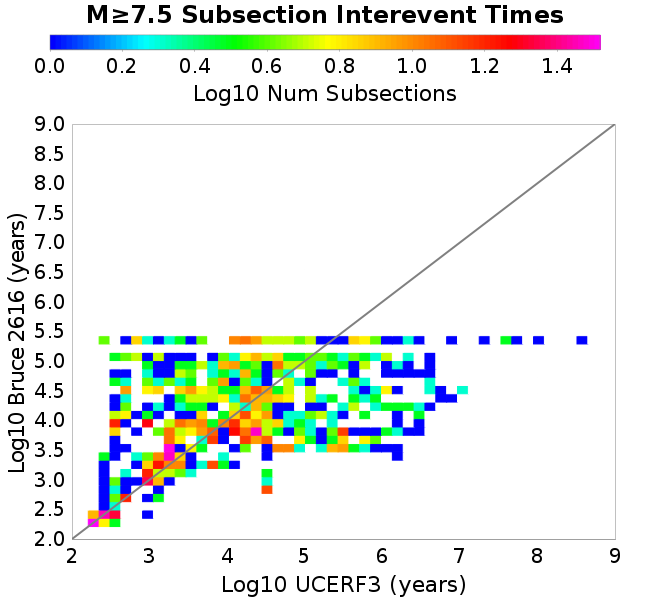 M≥7.5 Subsection Interevent Times
0.0 0.2 0.4 0.6 0.8 1.0 1.2 1.4
Log10 Num Subsections
9.0
8.5
8.0
7.5
7.0
6.5
6.0
5.5
5.0
4.5
4.0
3.5
3.0
2.5
2.0
Log10 Bruce 2616 (years)
2 3 4 5 6 7 8 9
Log10 UCERF3 (years)